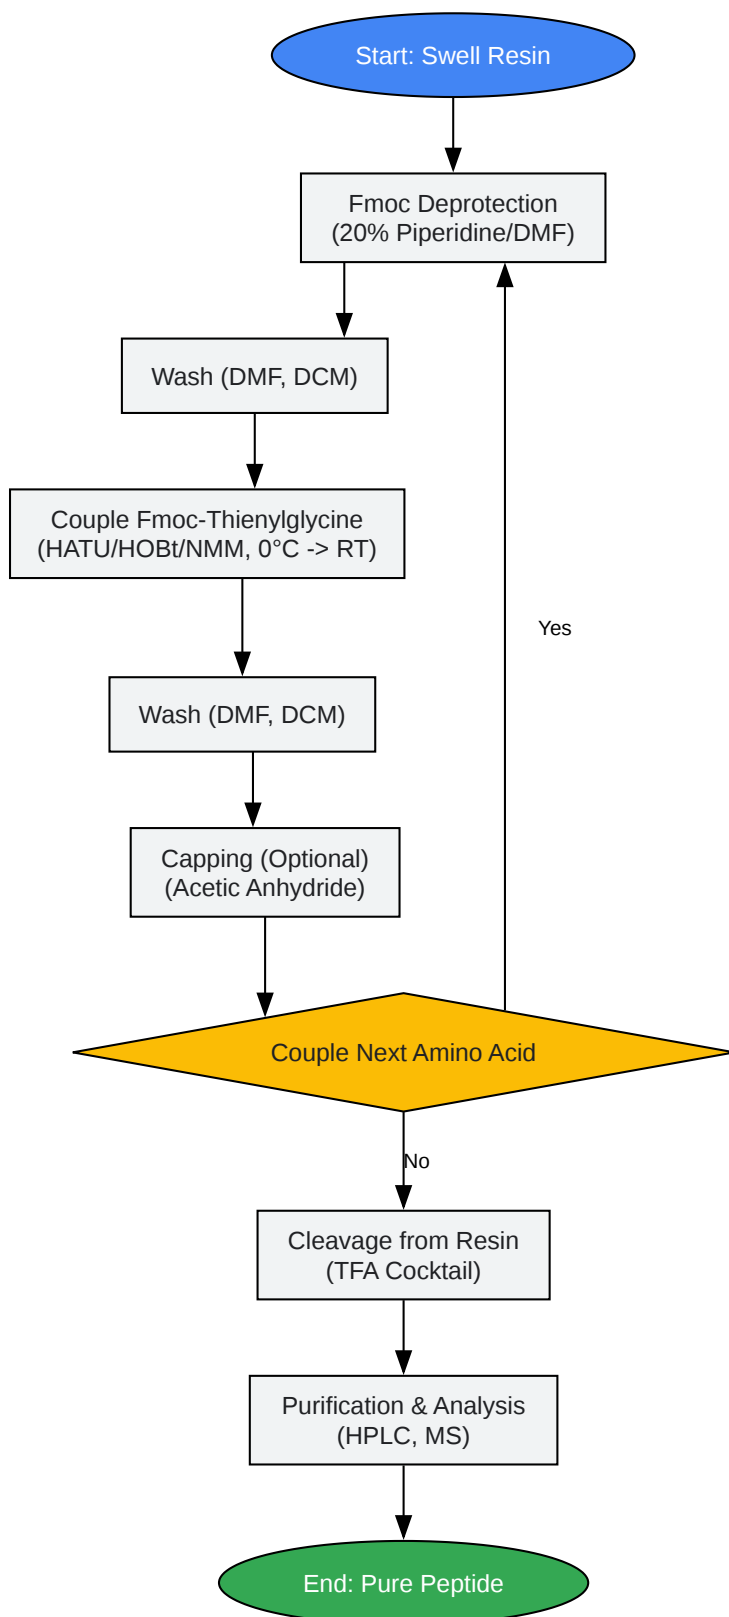 Start: Swell Resin
Fmoc Deprotection
(20% Piperidine/DMF)
Wash (DMF, DCM)
Couple Fmoc-Thienylglycine
(HATU/HOBt/NMM, 0°C -> RT)
Yes
Wash (DMF, DCM)
Capping (Optional)
(Acetic Anhydride)
Couple Next Amino Acid
No
Cleavage from Resin
(TFA Cocktail)
Purification & Analysis
(HPLC, MS)
End: Pure Peptide